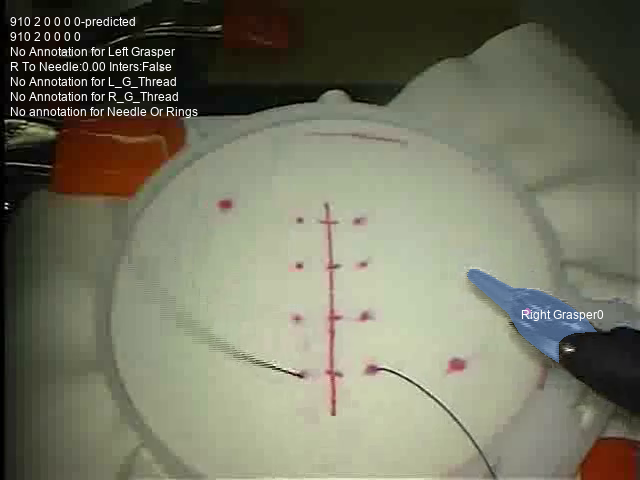 910 2 0 0 0 0-predicted
910 2 0 0 0 0
No Annotation for Left Grasper
R To Needle:0.00 Inters:False
No Annotation for L_G_Thread
No Annotation for R_G_Thread
No annotation for Needle Or Rings
Right Grasper0